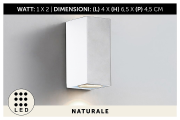 WATT: 1 X 2 | DIMENSIONI: (L) 4 X (H) 6,5 X (P) 4,5 CM
LED
NATURALE